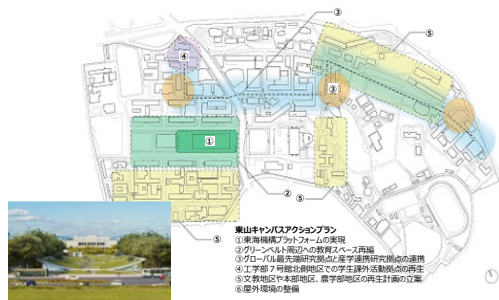 ③
⑤
④
③
①
②
⑤
⑤
東山キャンパスアクションプラン
①東海機構プラットフォームの実現
②グリーンベルト周辺への教育スペース再編
③グローバル最先端研究拠点と産学連携研究拠点の連携
④工学部7号館北側地区での学生課外活動拠点の再生
⑤文教地区や本部地区、農学部地区の再生計画の立案
⑥屋外環境の整備